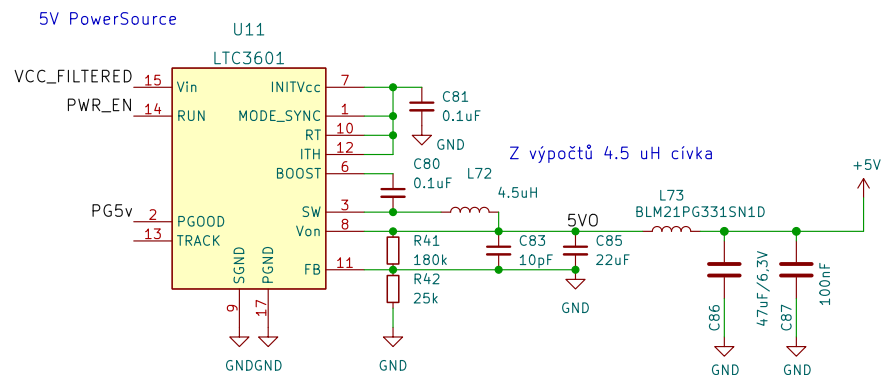 5V PowerSource
U11
LTC3601
VCC_FILTERED
15
Vin
INITVcc
7
C81
0.1uF
PWR_EN
14
RUN
MODE_SYNC
1
RT
10
GND
ITH
12
Z výpočtů 4.5 uH cívka
BOOST
6
C80
0.1uF
L72
4.5uH
+5V
PG5v
2
PGOOD
SW
3
L73
BLM21PG331SN1D
13
TRACK
Von
8
5VO
R41
180k
C83
10pF
C85
22uF
SGND
PGND
FB
11
R42
25k
9
17
GND
C86
47uF/6,3V
C87
100nF
GND
GND
GND
GND
GND